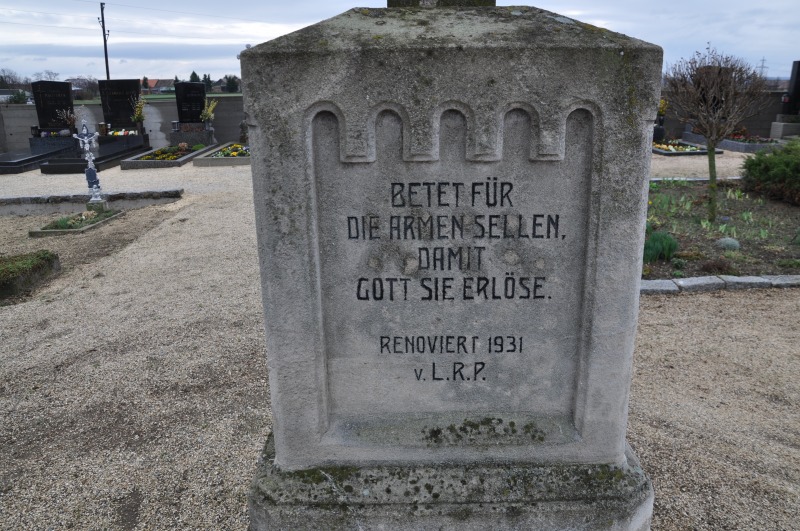 BETET FÜR
DIE ARMEN SELLEN,
DAMIT
GOTT SIE ERLÖSE.
RENOVIERT 1931
v. L.R.P.